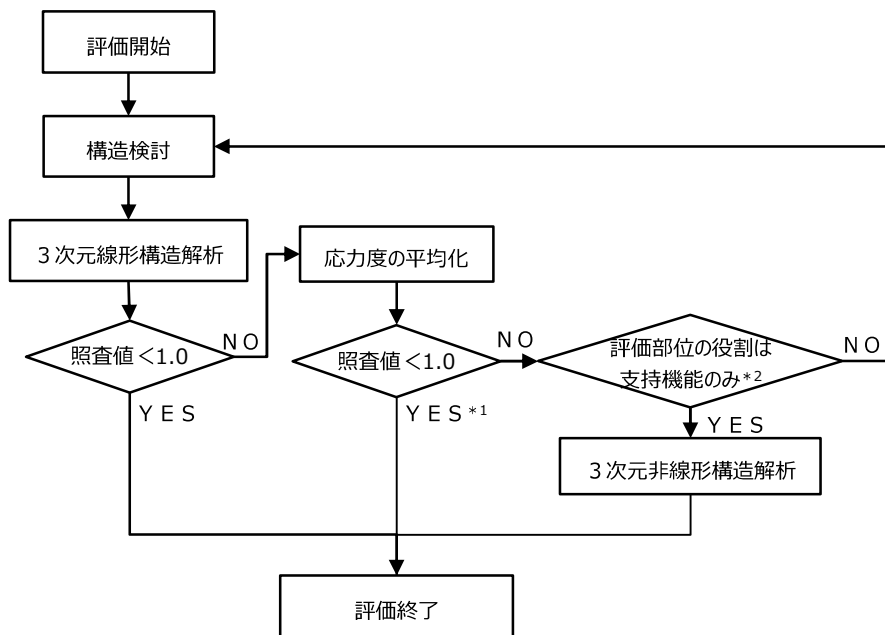 評価開始
構造検討
３次元線形構造解析
照査値＜1.0
ＮＯ
ＹＥＳ
応力度の平均化
照査値＜1.0
ＮＯ
ＹＥＳ*1
評価部位の役割は
支持機能のみ*2
ＮＯ
ＹＥＳ
３次元非線形構造解析
評価終了